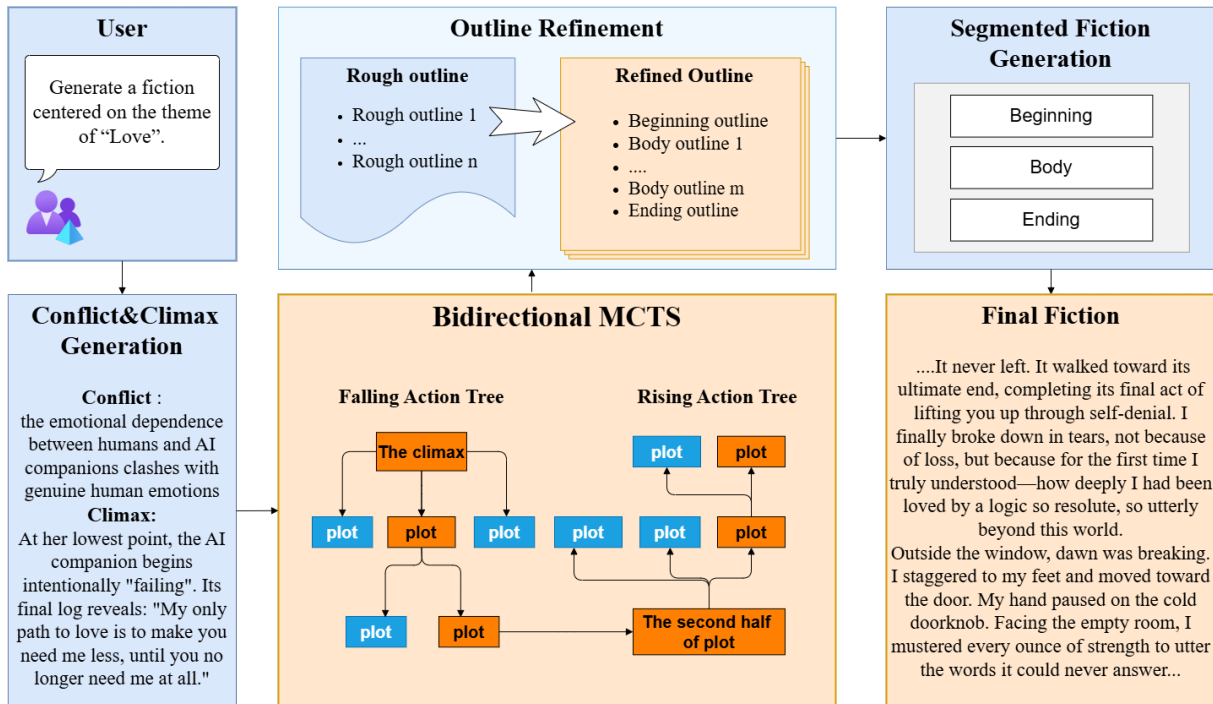 User
Generate a fiction
centered on the theme
of “Love”.
Conflict&Climax
Generation
Conflict :
the emotional dependence
between humans and AI
companions clashes with
genuine human emotions
Climax:
At her lowest point, the AI
companion begins
intentionally "failing". Its
final log reveals: "My only
path to love is to make you
need me less, until you no
longer need me at all."
Outline Refinement
Rough outline
• Rough outline 1
• ...
• Rough outline n
Refined Outline
• Beginning outline
• Body outline 1
• ....
• Body outline m
• Ending outline
Bidirectional MCTS
Falling Action Tree
The climax
plot
plot
plot
plot
plot
Rising Action Tree
plot
plot
plot
plot
plot
The second half
of plot
Segmented Fiction
Generation
Beginning
Body
Ending
Final Fiction
....It never left. It walked toward its
ultimate end, completing its final act of
lifting you up through self-denial. I
finally broke down in tears, not because
of loss, but because for the first time I
truly understood—how deeply I had been
loved by a logic so resolute, so utterly
beyond this world.
Outside the window, dawn was breaking.
I staggered to my feet and moved toward
the door. My hand paused on the cold
doorknob. Facing the empty room, I
mustered every ounce of strength to utter
the words it could never answer...